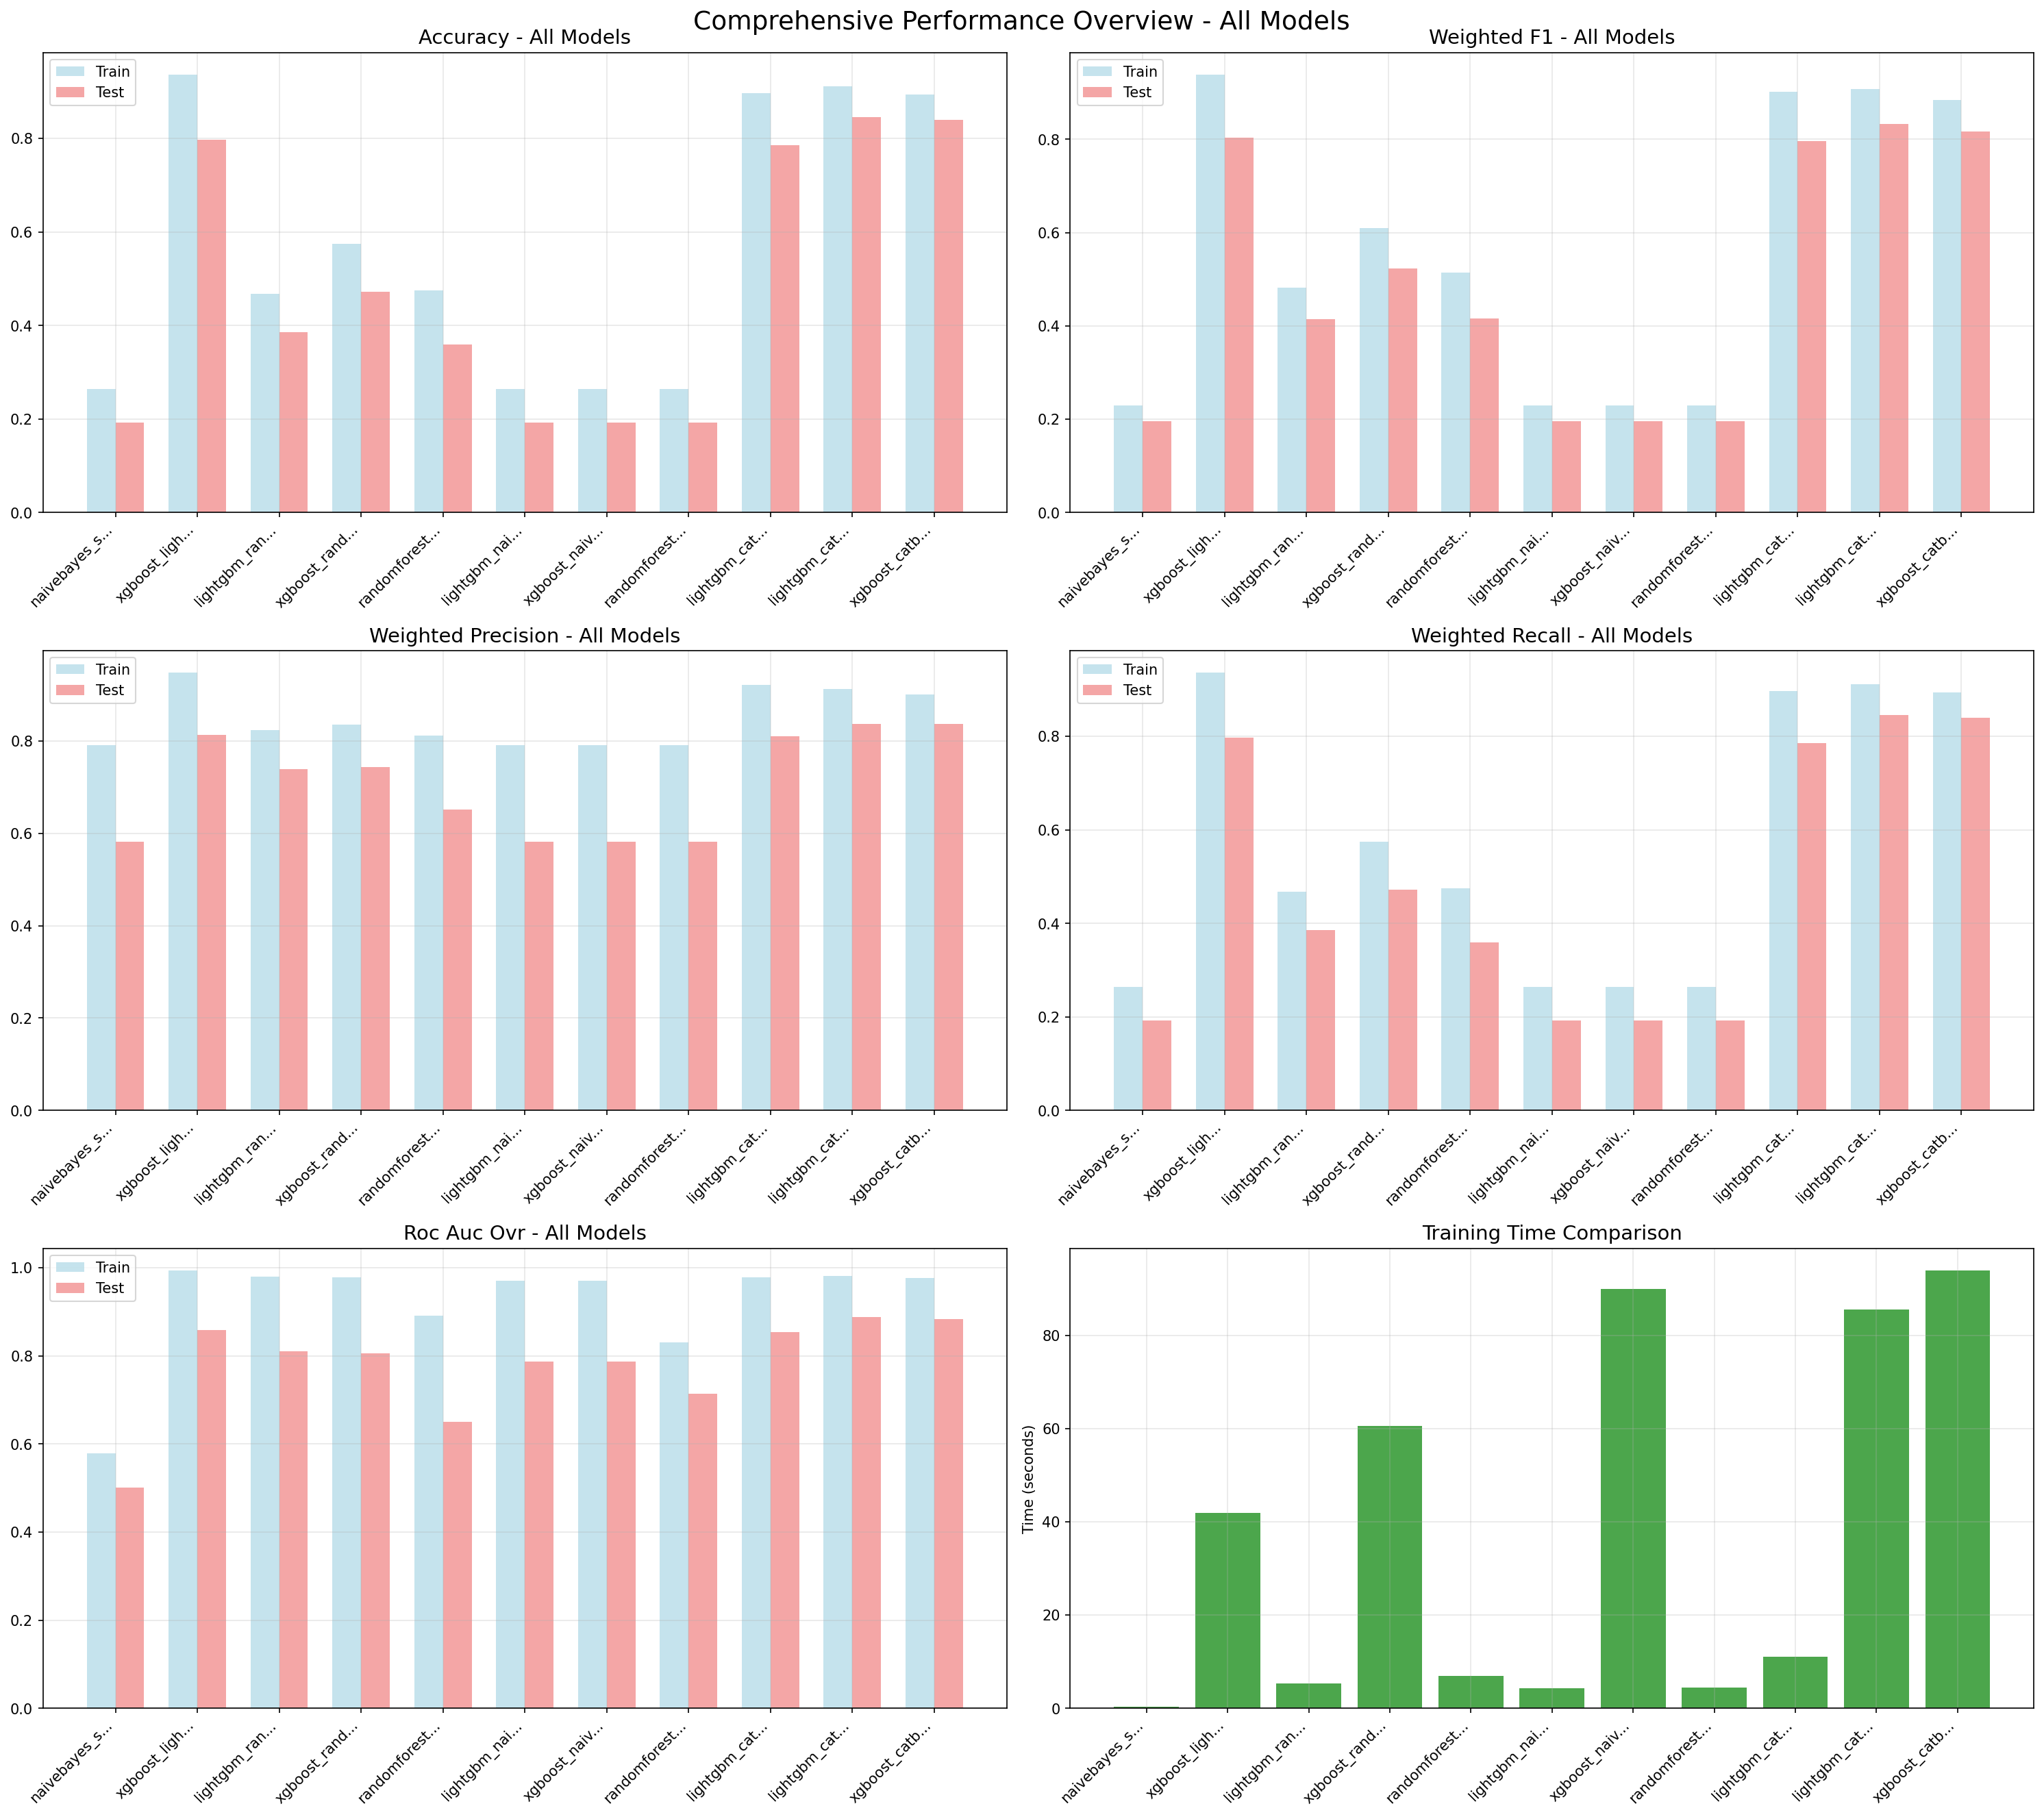 Comprehensive Performance Overview - All Models
Accuracy - All Models
Train
Test
0.8
0.6
0.4
0.2
0.0
naivebayes_s...
xgboost_ligh...
lightgbm_ran...
xgboost_rand...
randomforest...
lightgbm_nai...
xgboost_naiv...
randomforest...
lightgbm_cat...
lightgbm_cat...
xgboost_catb...
Weighted F1 - All Models
Train
Test
0.8
0.6
0.4
0.2
0.0
naivebayes_s...
xgboost_ligh...
lightgbm_ran...
xgboost_rand...
randomforest...
lightgbm_nai...
xgboost_naiv...
randomforest...
lightgbm_cat...
lightgbm_cat...
xgboost_catb...
Weighted Precision - All Models
Train
Test
0.8
0.6
0.4
0.2
0.0
naivebayes_s...
xgboost_ligh...
lightgbm_ran...
xgboost_rand...
randomforest...
lightgbm_nai...
xgboost_naiv...
randomforest...
lightgbm_cat...
lightgbm_cat...
xgboost_catb...
Weighted Recall - All Models
Train
Test
0.8
0.6
0.4
0.2
0.0
naivebayes_s...
xgboost_ligh...
lightgbm_ran...
xgboost_rand...
randomforest...
lightgbm_nai...
xgboost_naiv...
randomforest...
lightgbm_cat...
lightgbm_cat...
xgboost_catb...
Roc Auc Ovr - All Models
Train
Test
1.0
0.8
0.6
0.4
0.2
0.0
naivebayes_s...
xgboost_ligh...
lightgbm_ran...
xgboost_rand...
randomforest...
lightgbm_nai...
xgboost_naiv...
randomforest...
lightgbm_cat...
lightgbm_cat...
xgboost_catb...
Training Time Comparison
Time (seconds)
80
60
40
20
0
naivebayes_s...
xgboost_ligh...
lightgbm_ran...
xgboost_rand...
randomforest...
lightgbm_nai...
xgboost_naiv...
randomforest...
lightgbm_cat...
lightgbm_cat...
xgboost_catb...